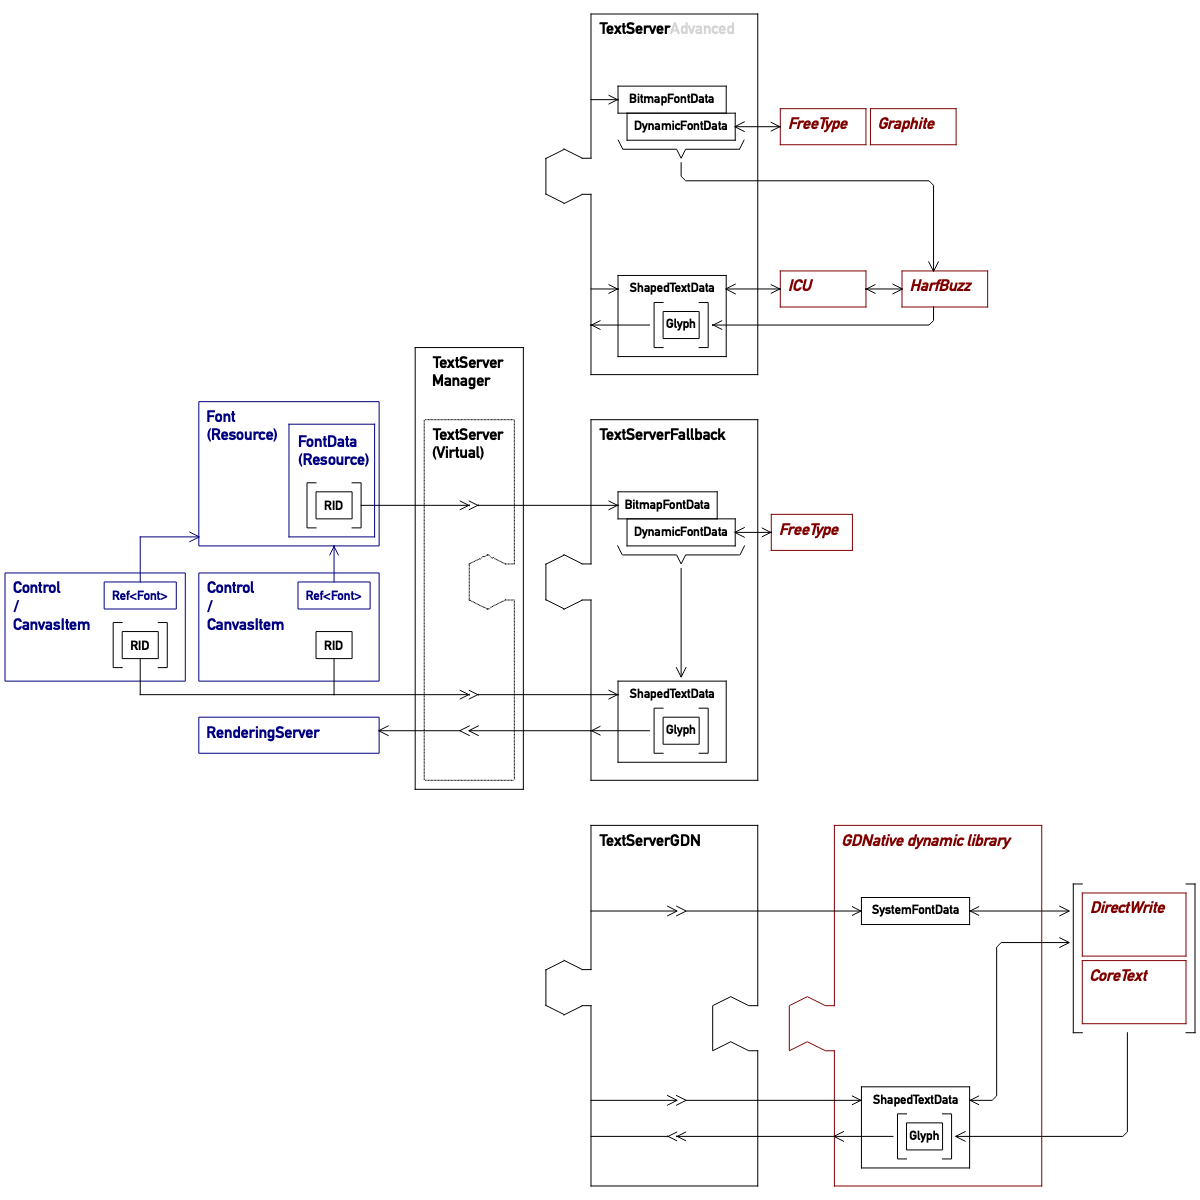 TextServerAdvanced
BitmapFontData
DynamicFontData
FreeType
Graphite
ShapedTextData
ICU
HarfBuzz
Glyph
TextServer
Manager
Font
(Resource)
FontData
(Resource)
RID
TextServer
(Virtual)
TextServerFallback
BitmapFontData
DynamicFontData
FreeType
Control
/
CanvasItem
Ref<Font>
RID
Control
/
CanvasItem
Ref<Font>
RID
ShapedTextData
Glyph
RenderingServer
TextServerGDN
GDNative dynamic library
SystemFontData
DirectWrite
CoreText
ShapedTextData
Glyph